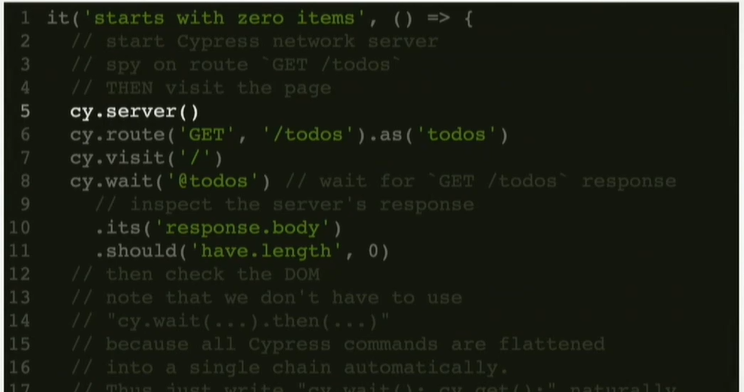 1 it('starts with zero items', () => {
2 // start Cypress network server
3 // spy on route `GET /todos`
4 // THEN visit the page
5 cy.server()
6 cy.route('GET', '/todos').as('todos')
7 cy.visit('/')
8 cy.wait('@todos') // wait for `GET /todos` response
9 // inspect the server's response
10 .its('response.body')
11 .should('have.length', 0)
12 // then check the DOM
13 // note that we don't have to use
14 // "cy.wait(...).then(...)"
15 // because all Cypress commands are flattened
16 // into a single chain automatically.
17 // Thus just write "cy.wait(); cy.get();" naturally